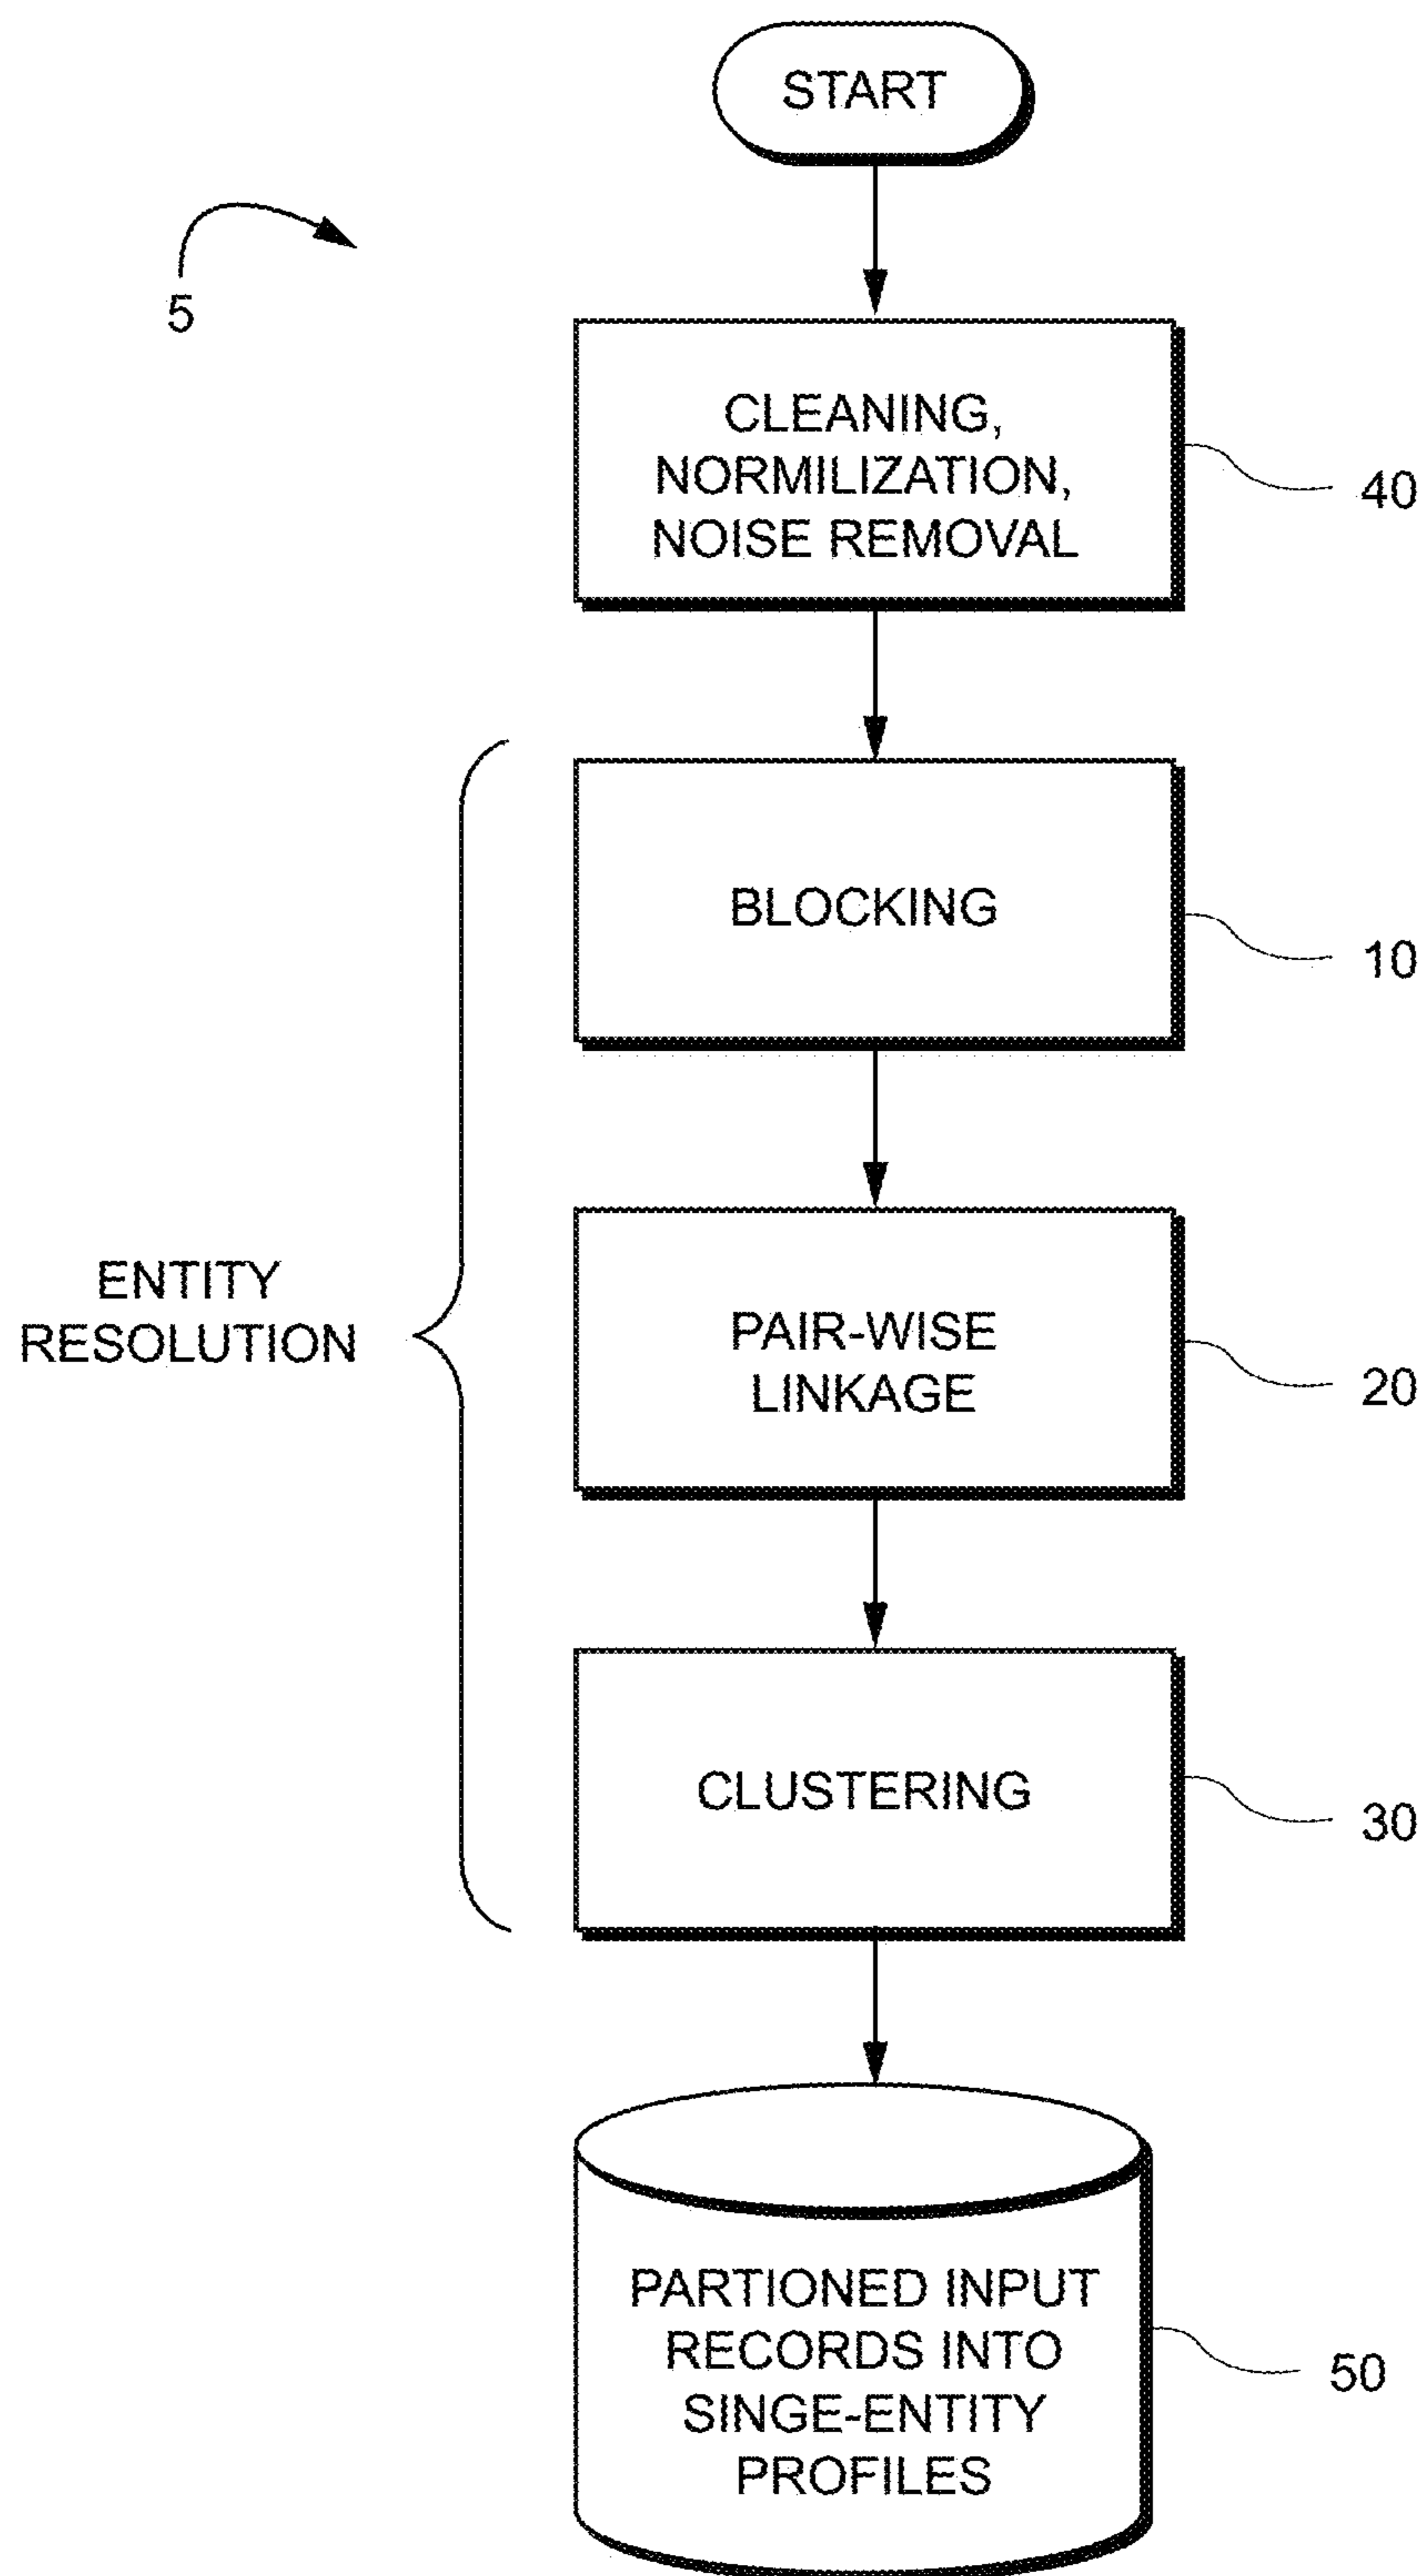 START
5
CLEANING,
NORMILIZATION,
NOISE REMOVAL
40
BLOCKING
10
ENTITY
RESOLUTION
PAIR-WISE
LINKAGE
20
CLUSTERING
30
PARTIONED INPUT
RECORDS INTO
SINGE-ENTITY
PROFILES
50